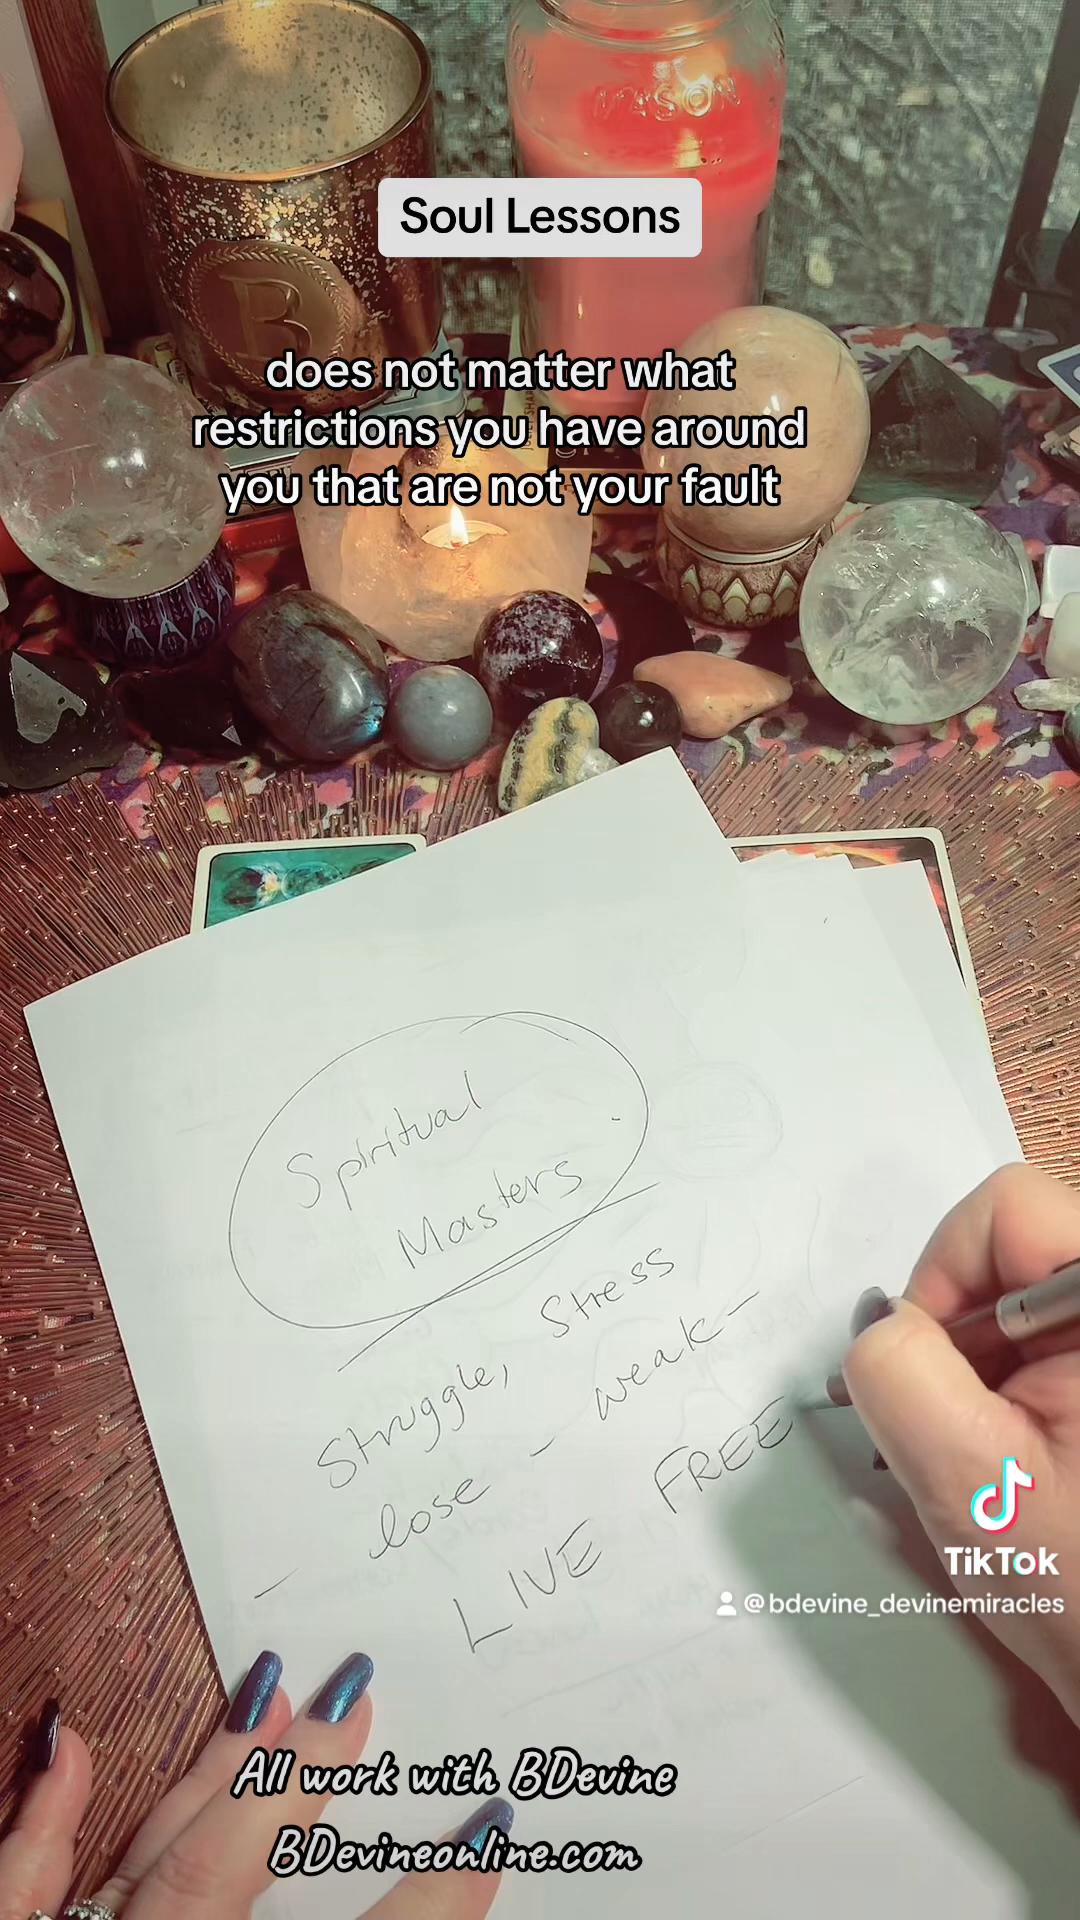 MASON
Soul Lessons
B
does not matter what
restrictions you have around
you that are not your fault
Spiritual
Masters
Struggle, Stress
lose - weak -
- LIVE FREE
TikTok
@bdevine_devinemiracles
All work with BDevine
BDevineonline.com